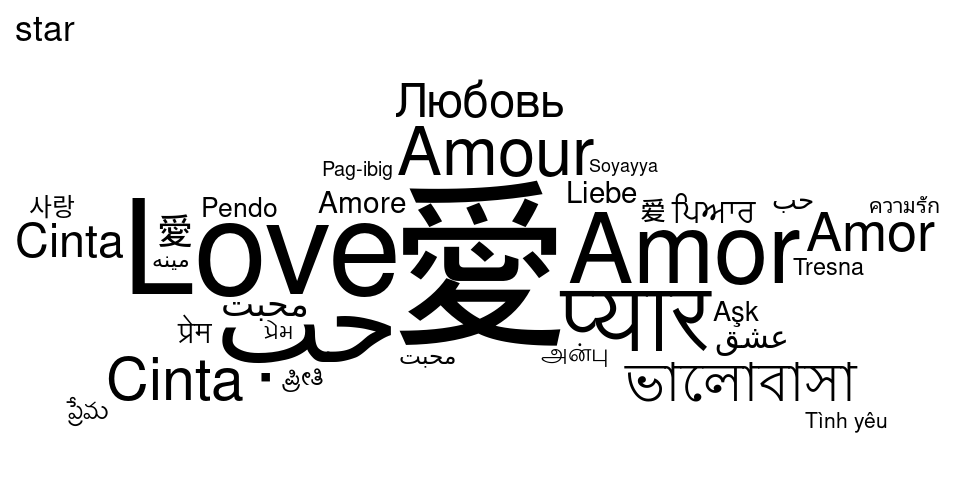 star
Любовь
Amour
Pag-ibig
Soyayya
Liebe
사랑
Pendo
Amore
愛
愛
ਪਿਆਰ
حب
ความรัก
Cinta
Love
愛
Amor
Amor
مينه
Tresna
محبت
प्रेम
પ્રેમ
حب
प्यार
Aşk
عشق
محبت
அன்பு
Cinta
ಪ್ರೀತಿ
ভালোবাসা
ప్రేమ
Tình yêu